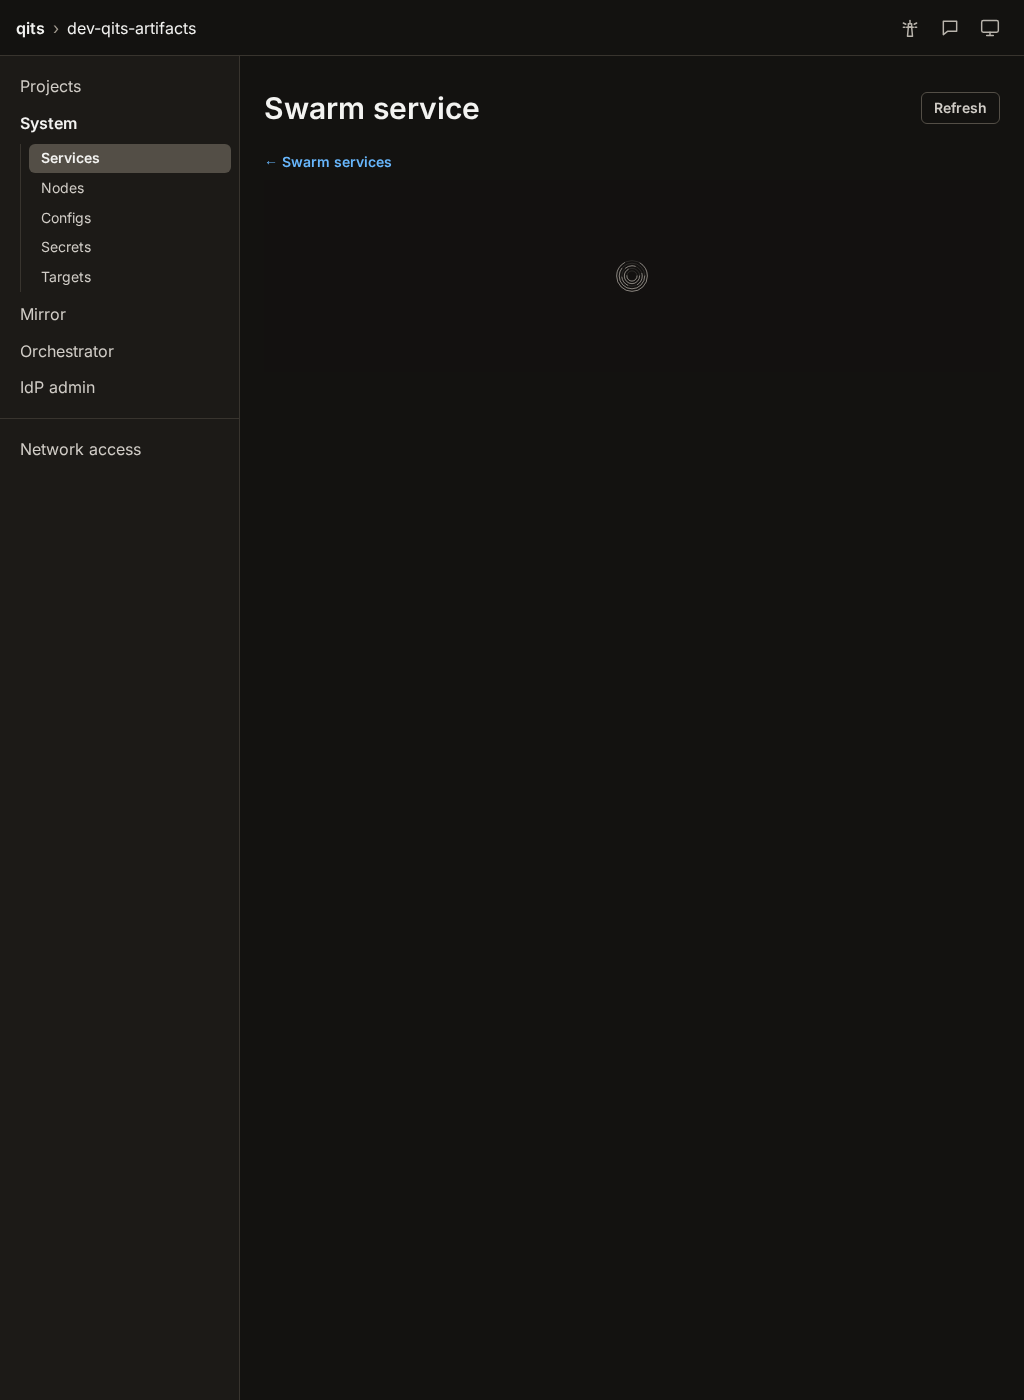 qits › dev-qits-artifacts
Projects
System
Services
Nodes
Configs
Secrets
Targets
Mirror
Orchestrator
IdP admin
Network access
Swarm service
Refresh
← Swarm services